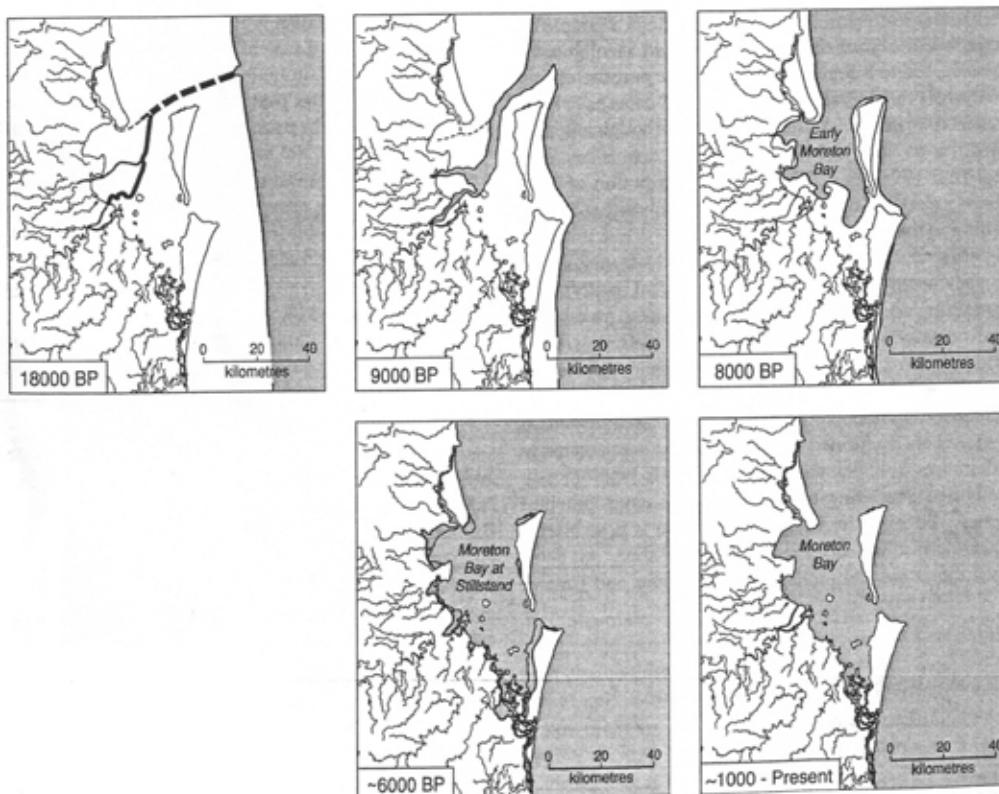 0 20 40
kilometres
18000 BP
0 20 40
kilometres
9000 BP
Early
Moreton
Bay
0 20 40
kilometres
8000 BP
Moreton
Bay at
Stillstand
0 20 40
kilometres
~6000 BP
Moreton
Bay
0 20 40
kilometres
~1000 - Present